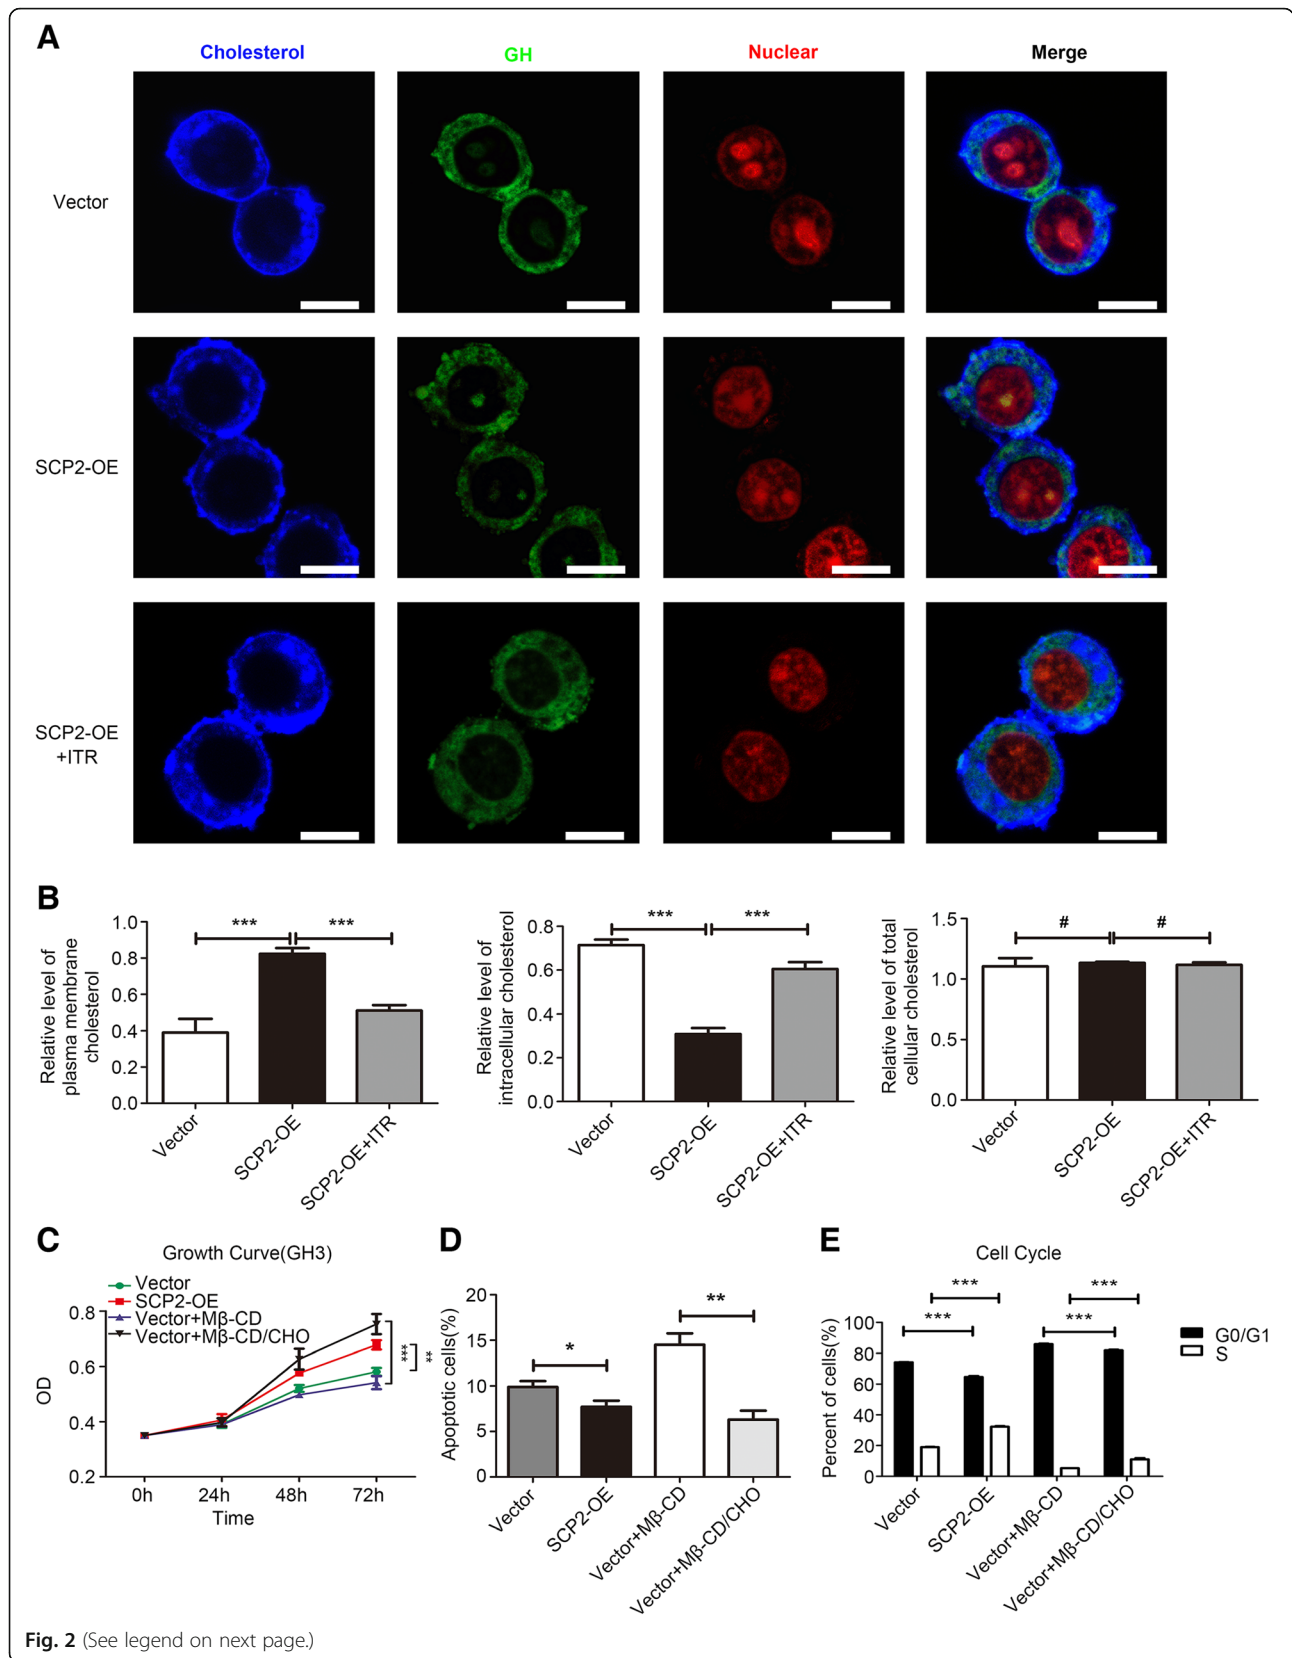 A
Cholesterol GH Nuclear Merge
Vector
SCP2-OE
SCP2-OE
+ITR
B
Relative level of
plasma membrane
cholesterol
1.0
0.8
0.6
0.4
0.2
0.0
*** ***
Vector
SCP2-OE
SCP2-OE+ITR
Relative level of
intracellular cholesterol
0.8
0.6
0.4
0.2
0.0
*** ***
Vector
SCP2-OE
SCP2-OE+ITR
Relative level of total
cellular cholesterol
1.5
1.0
0.5
0.0
# #
Vector
SCP2-OE
SCP2-OE+ITR
C
Growth Curve(GH3)
Vector
SCP2-OE
Vector+Mβ-CD
Vector+Mβ-CD/CHO
OD
0.8
0.6
0.4
0.2
*** **
0h 24h 48h 72h
Time
D
Apoptotic cells(%)
20
15
10
5
0
* **
Vector
SCP2-OE
Vector+Mβ-CD
Vector+Mβ-CD/CHO
E
Cell Cycle
Percent of cells(%)
100
80
60
40
20
0
*** ***
*** ***
G0/G1
S
Vector
SCP2-OE
Vector+Mβ-CD
Vector+Mβ-CD/CHO
Fig. 2 (See legend on next page.)